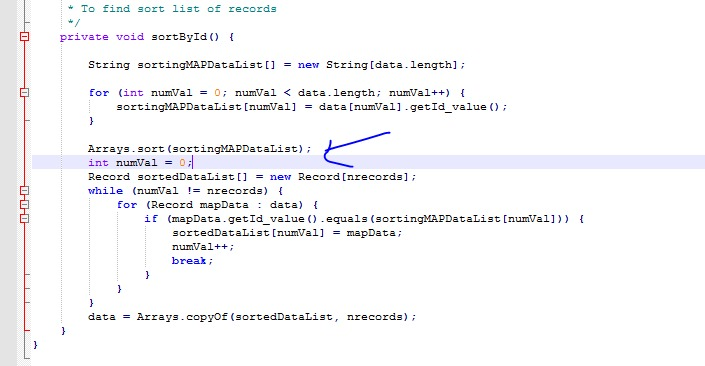 * To find sort list of records
*/
private void sortById() {
String sortingMAPDataList[] = new String[data.length];
for (int numVal = 0; numVal < data.length; numVal++) {
sortingMAPDataList[numVal] = data[numVal].getId_value();
}
Arrays.sort(sortingMAPDataList);
int numVal = 0;
Record sortedDataList[] = new Record[nrecords];
while (numVal != nrecords) {
for (Record mapData : data) {
if (mapData.getId_value().equals(sortingMAPDataList[numVal])) {
sortedDataList[numVal] = mapData;
numVal++;
break;
}
}
}
data = Arrays.copyOf(sortedDataList, nrecords);
}
}